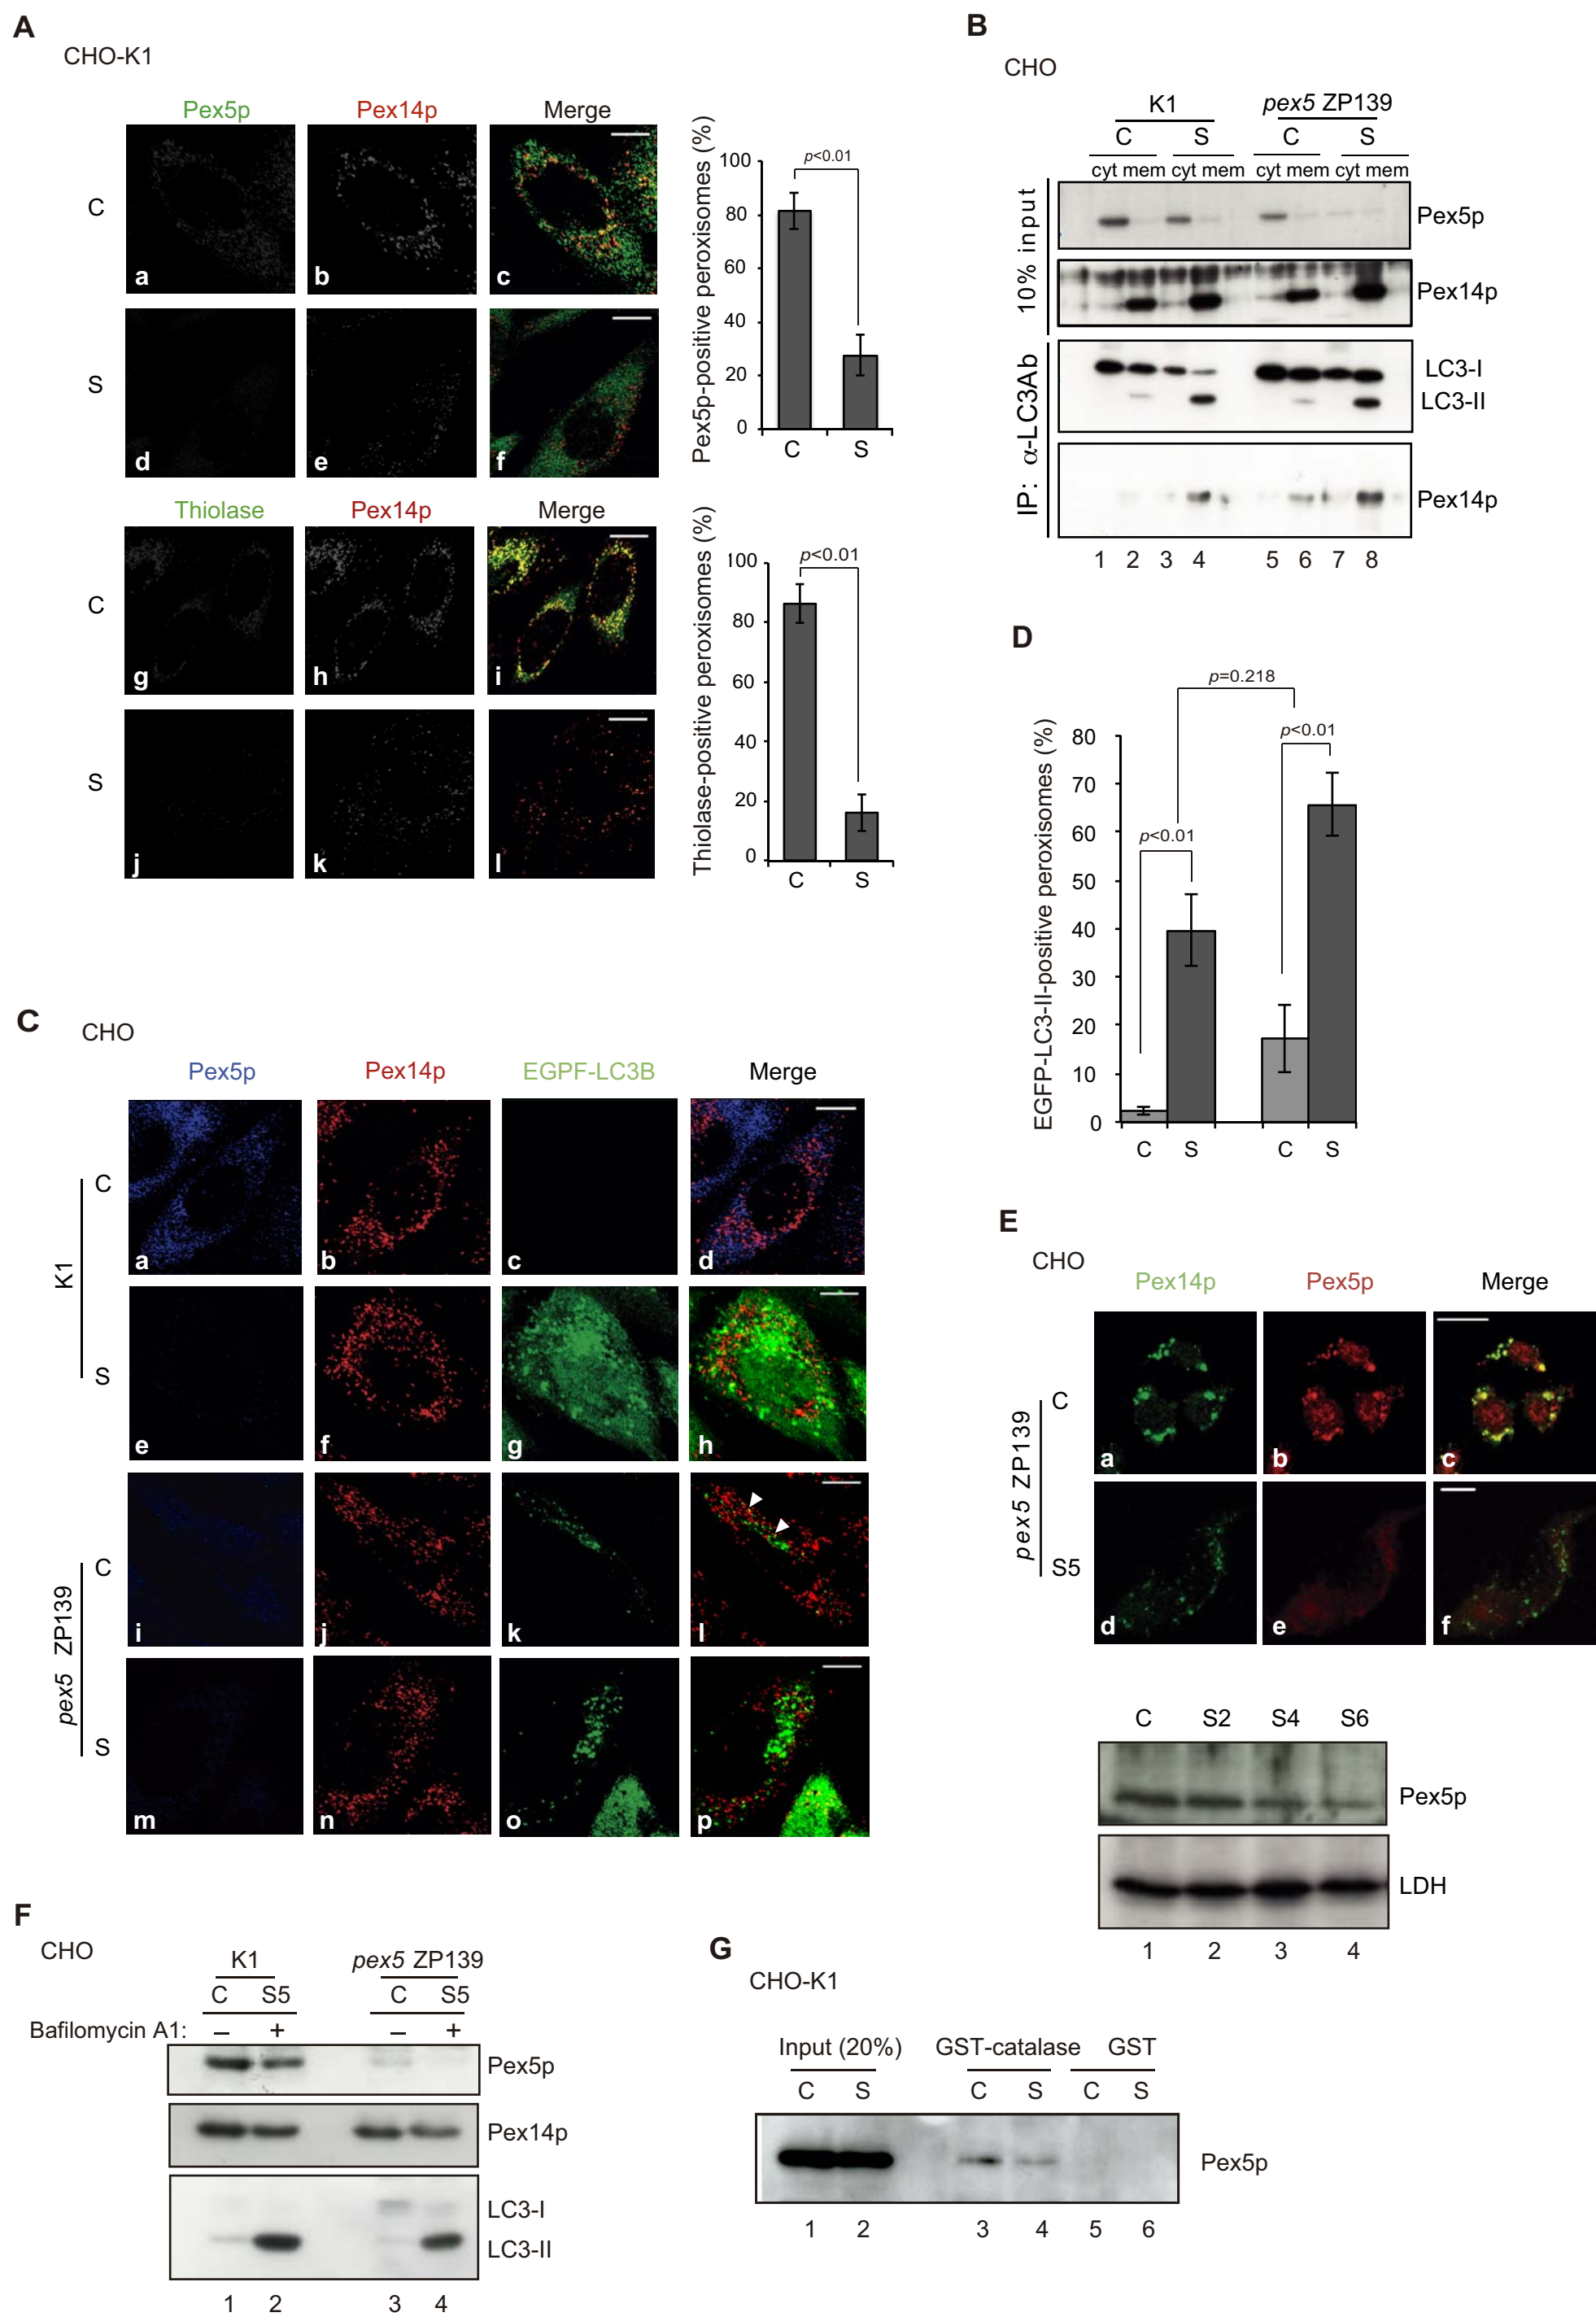 A
CHO-K1
Pex5p Pex14p Merge
C
a b c
S
d e f
Pex5p-positive peroxisomes (%)
100
80
60
40
20
0
p<0.01
C S
Thiolase Pex14p Merge
C
g h i
S
j k l
Thiolase-positive peroxisomes (%)
100
80
60
40
20
0
p<0.01
C S
B
CHO
K1 pex5 ZP139
C S C S
cyt mem cyt mem cyt mem cyt mem
10% input
Pex5p
Pex14p
IP: α-LC3Ab
LC3-I
LC3-II
Pex14p
1 2 3 4 5 6 7 8
C
CHO
Pex5p Pex14p EGPF-LC3B Merge
K1
C
a b c d
S
e f g h
pex5 ZP139
C
i j k l
S
m n o p
D
EGFP-LC3-II-positive peroxisomes (%)
80
70
60
50
40
30
20
10
0
p=0.218
p<0.01
p<0.01
C S C S
E
CHO
Pex14p Pex5p Merge
pex5 ZP139
C
a b c
S5
d e f
C S2 S4 S6
Pex5p
LDH
1 2 3 4
F
CHO
K1 pex5 ZP139
C S5 C S5
Bafilomycin A1: – + – +
Pex5p
Pex14p
LC3-I
LC3-II
1 2 3 4
G
CHO-K1
Input (20%) GST-catalase GST
C S C S C S
Pex5p
1 2 3 4 5 6